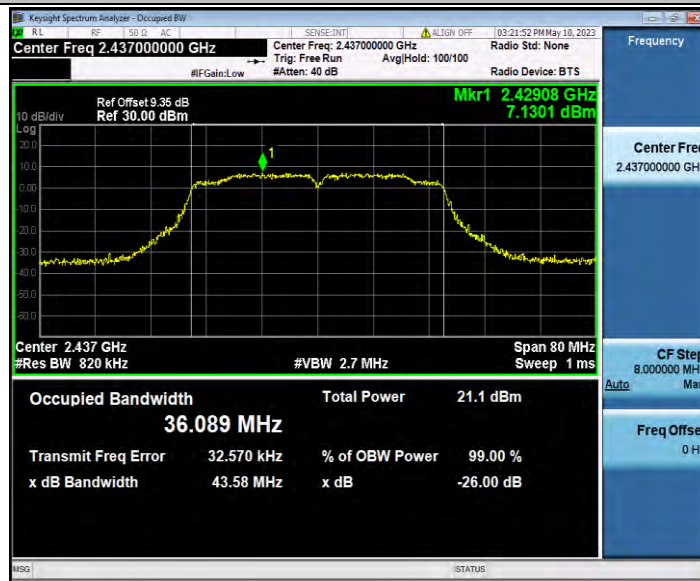 Keysight Spectrum Analyzer - Occupied BW
RL RF 50 Ω AC SENSE:INT ALIGN OFF 03:21:52 PM May 10, 2023
Center Freq 2.437000000 GHz
Center Freq: 2.437000000 GHz
Radio Std: None
Trig: Free Run Avg|Hold: 100/100
#IFGain:Low #Atten: 40 dB Radio Device: BTS
Frequency
Ref Offset 9.35 dB
Mkr1 2.42908 GHz
10 dB/div Ref 30.00 dBm
7.1301 dBm
Log
20.0
10.0
0.00
-10.0
-20.0
-30.0
-40.0
-50.0
-60.0
1
Center Fre
2.437000000 GH
Center 2.437 GHz Span 80 MHz
#Res BW 820 kHz #VBW 2.7 MHz Sweep 1 ms
CF Step
8.000000 MH
Auto Ma
Occupied Bandwidth Total Power 21.1 dBm
36.089 MHz
Transmit Freq Error 32.570 kHz % of OBW Power 99.00 %
x dB Bandwidth 43.58 MHz x dB -26.00 dB
Freq Offse
0 H
MSG STATUS